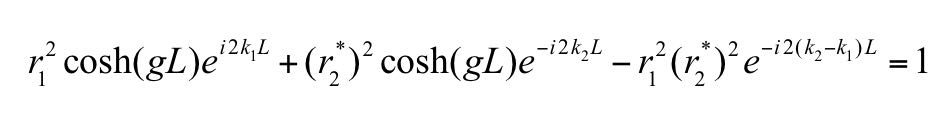 r₁² cosh(gL)e^{i2k₁L} + (r₂^*)² cosh(gL)e^{−i2k₂L} − r₁²(r₂^*)² e^{−i2(k₂−k₁)L} = 1